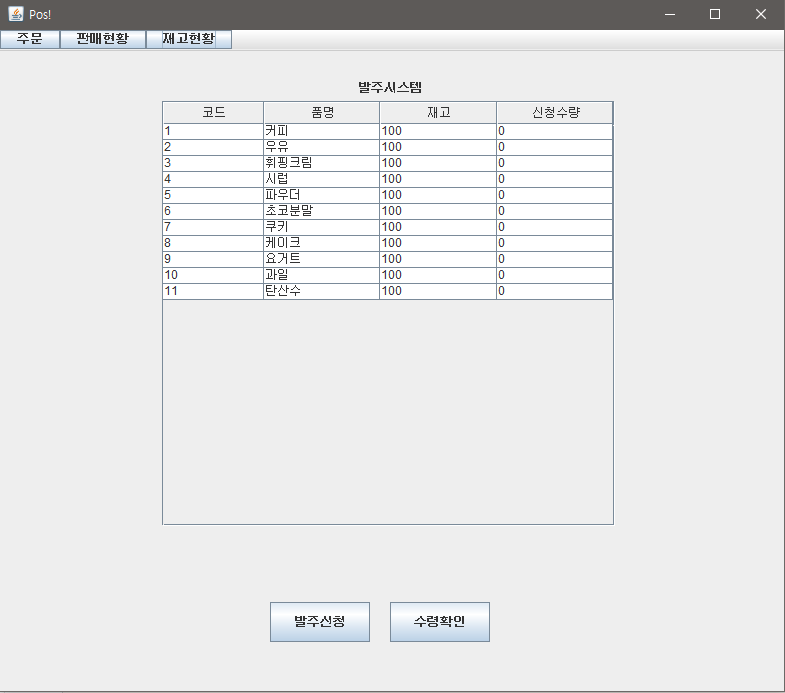 Pos!
주문 판매현황 재고현황
발주시스템
코드 품명 재고 신청수량
1 커피 100 0
2 우유 100 0
3 휘핑크림 100 0
4 시럽 100 0
5 파우더 100 0
6 초코분말 100 0
7 쿠키 100 0
8 케이크 100 0
9 요거트 100 0
10 과일 100 0
11 탄산수 100 0
발주신청 수령확인